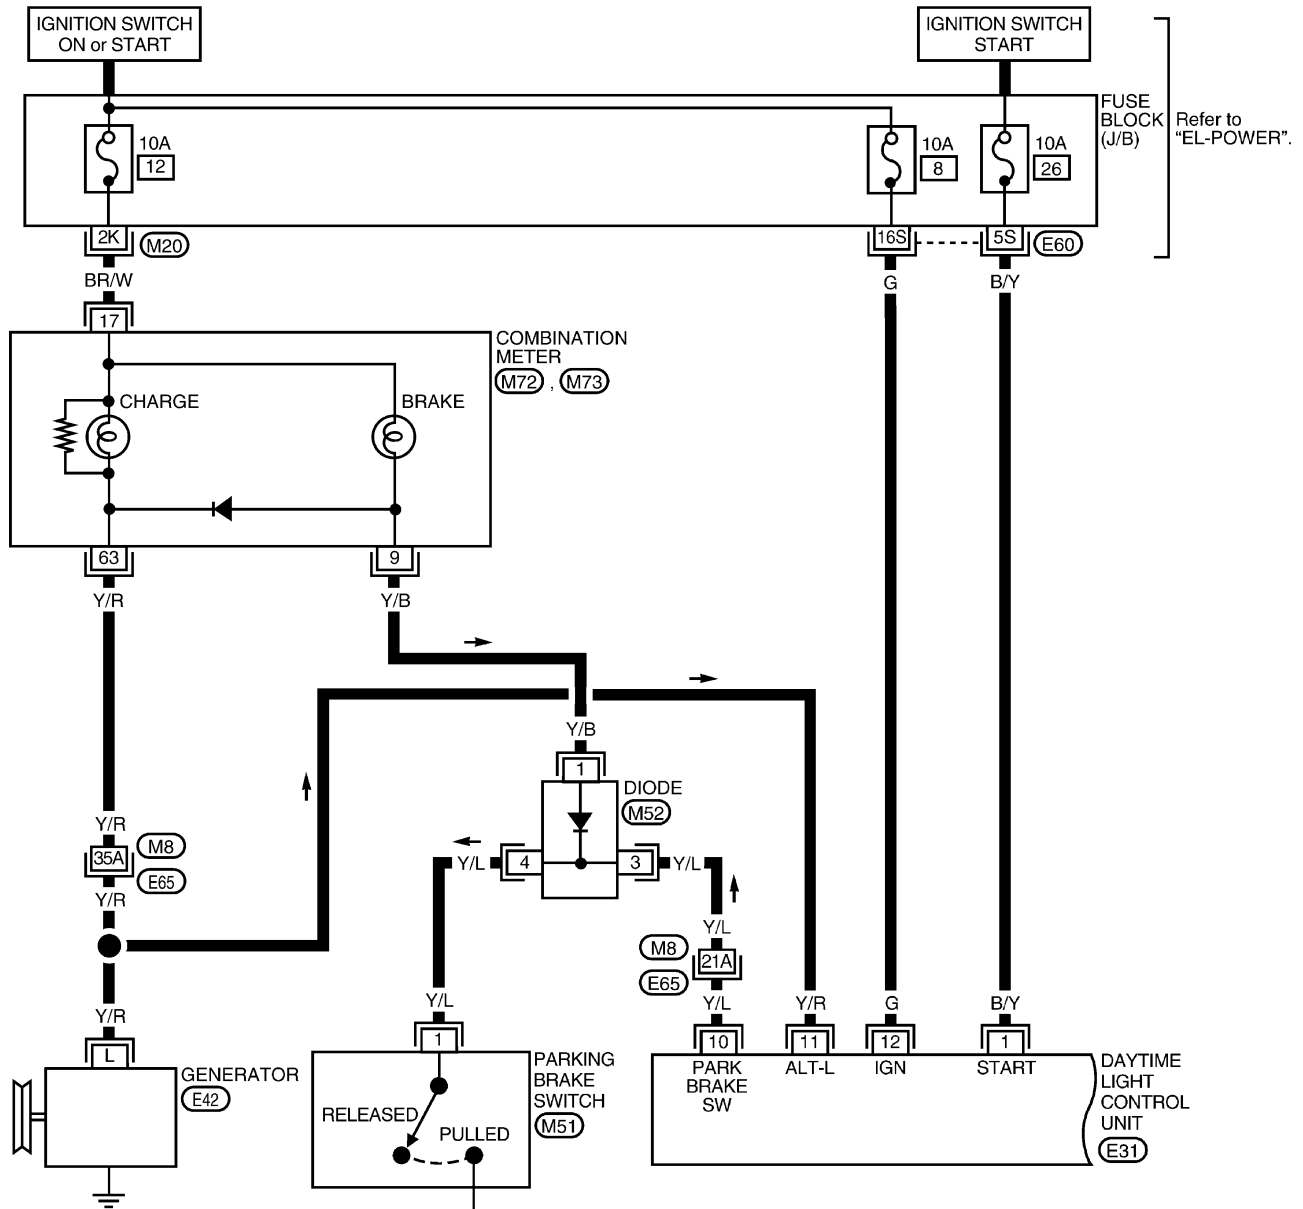 IGNITION SWITCH
ON or START
IGNITION SWITCH
START
FUSE
BLOCK
(J/B)
Refer to
“EL-POWER”.
10A
12
10A
8
10A
26
2K
M20
16S
5S
E60
BR/W
G
B/Y
17
COMBINATION
METER
M72 , M73
CHARGE
BRAKE
63
9
Y/R
Y/B
Y/B
1
DIODE
M52
Y/R
M8
35A
E65
Y/R
Y/L
4
3
Y/L
Y/L
M8
21A
E65
Y/R
Y/L
Y/L
Y/R
G
B/Y
L
1
10
11
12
1
GENERATOR
E42
PARKING
BRAKE
SWITCH
M51
RELEASED
PULLED
PARK
BRAKE
SW
ALT-L
IGN
START
DAYTIME
LIGHT
CONTROL
UNIT
E31